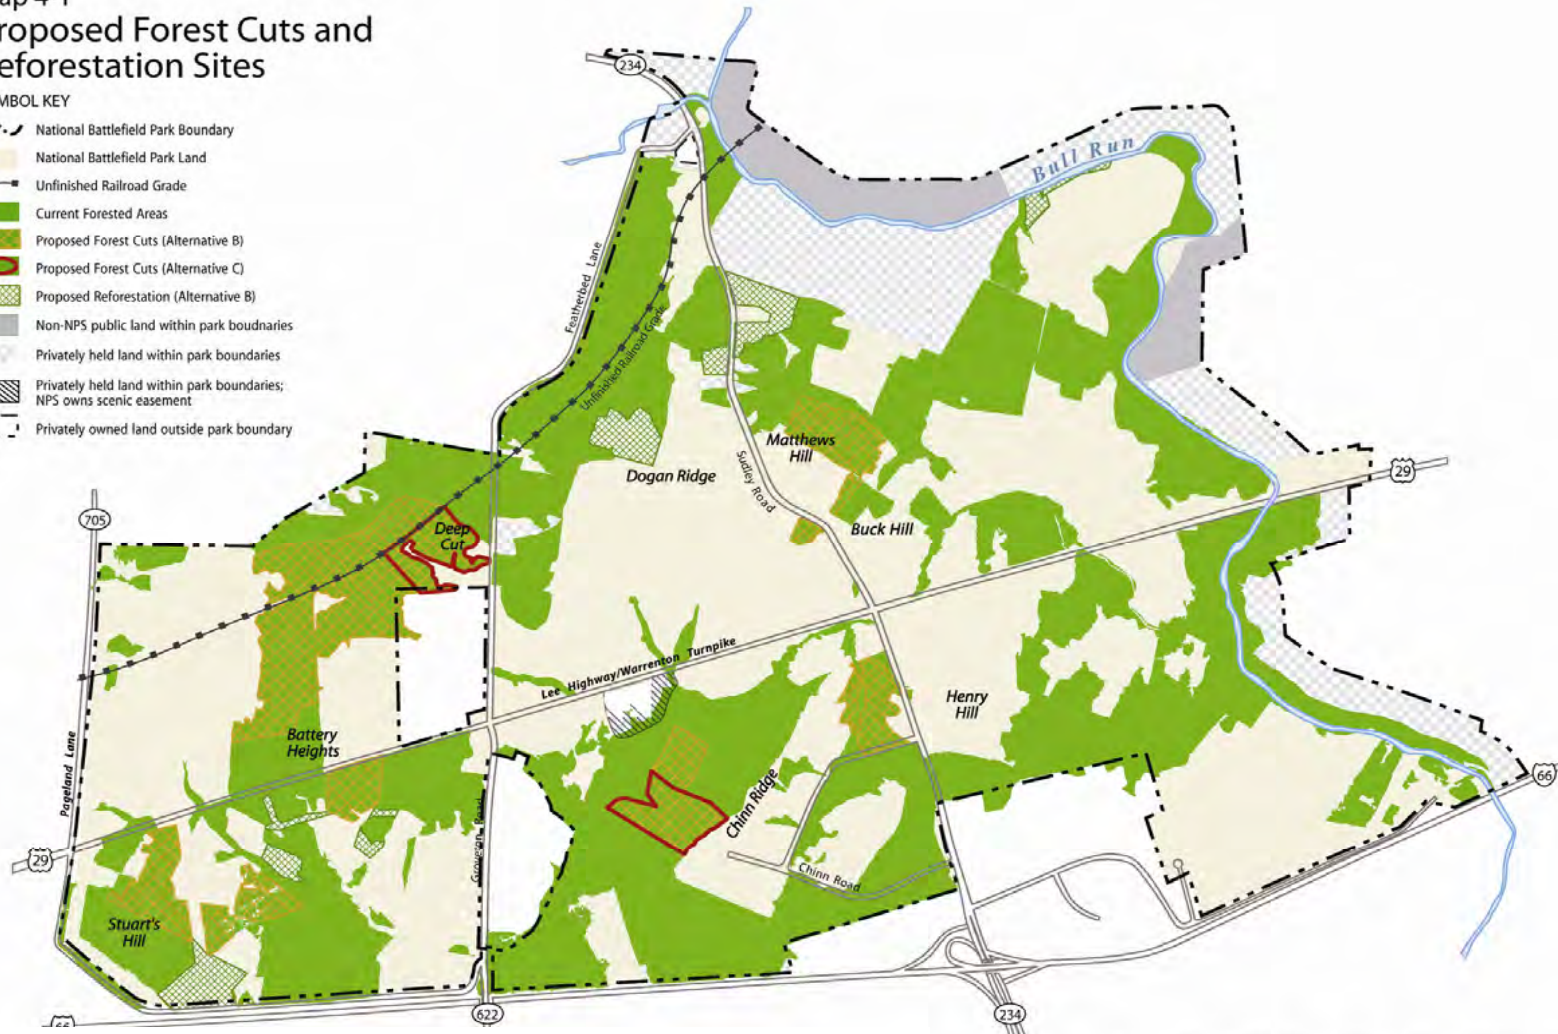 roposed Forest Cuts and
eforestation Sites
MBOL KEY
National Battlefield Park Boundary
National Battlefield Park Land
Unfinished Railroad Grade
Current Forested Areas
Proposed Forest Cuts (Alternative B)
Proposed Forest Cuts (Alternative C)
Proposed Reforestation (Alternative B)
Non-NPS public land within park boudnaries
Privately held land within park boundaries
Privately held land within park boundaries;
NPS owns scenic easement
Privately owned land outside park boundary
234
Bull Run
Featherbed Lane
Unfinished Railroad Grade
Matthews
Hill
Dogan Ridge
Sudley Road
29
705
Deep
Cut
Buck Hill
Lee Highway/Warrenton Turnpike
Henry
Hill
Battery
Heights
Pageland Lane
Chinn Ridge
66
Groveton Road
29
Chinn Road
Stuart's
Hill
622
234
66